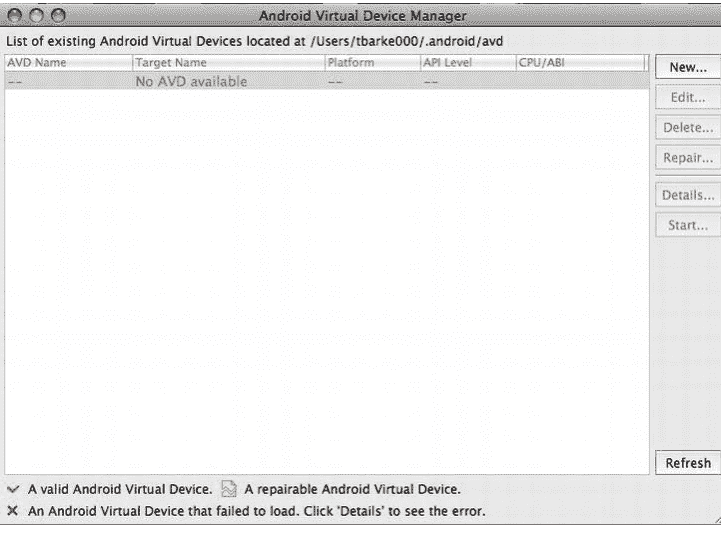 Android Virtual Device Manager
List of existing Android Virtual Devices located at /Users/tbarke000/.android/avd
AVD Name Target Name Platform API Level CPU/ABI
-- No AVD available -- --
New...
Edit...
Delete...
Repair...
Details...
Start...
Refresh
A valid Android Virtual Device. A repairable Android Virtual Device.
An Android Virtual Device that failed to load. Click 'Details' to see the error.